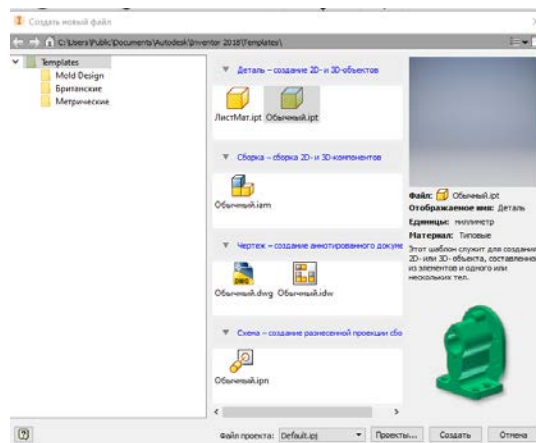 Создать новый файл
C:\Users\Public\Documents\Autodesk\Inventor 2018\Templates\
Templates
Mold Design
Британские
Метрические
Деталь – создание 2D- и 3D-объектов
ЛистМат.ipt Обычный.ipt
Сборка – сборка 2D- и 3D-компонентов
Обычный.iam
Чертеж – создание аннотированного докуме
Обычный.dwg Обычный.idw
Схема – создание разнесенной проекции сбо
Обычный.ipn
Файл: Обычный.ipt
Отображаемое имя: Деталь
Единицы: миллиметр
Материал: Типовые
Этот шаблон служит для создания
2D- или 3D- объекта, составленног
из элементов и одного или
нескольких тел.
Файл проекта: Default.ipj Проекты... Создать Отмена